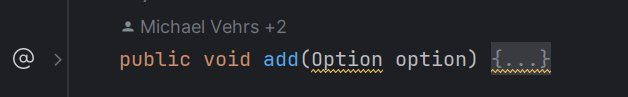 Michael Vehrs +2
@ > public void add(Option option) {...}